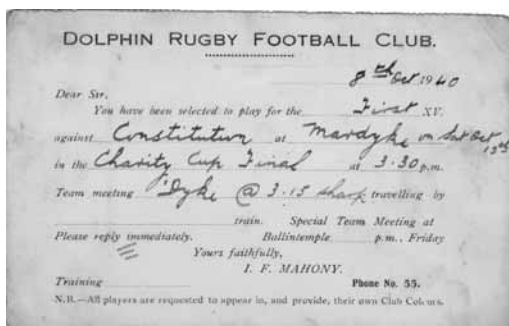 DOLPHIN RUGBY FOOTBALL CLUB.
8th Oct 1940
Dear Sir,
You have been selected to play for the First XV.
against Constitution at Mardyke on Sat Oct 12th
in the Charity Cup Final at 3.30 p.m.
Team meeting 'Dyke @ 3.15 sharp travelling by
train. Special Team Meeting at
Please reply immediately. Ballintemple p.m., Friday
Yours faithfully,
I. F. MAHONY.
Training Phone No. 55.
N.B.—All players are requested to appear in, and provide, their own Club Colours.